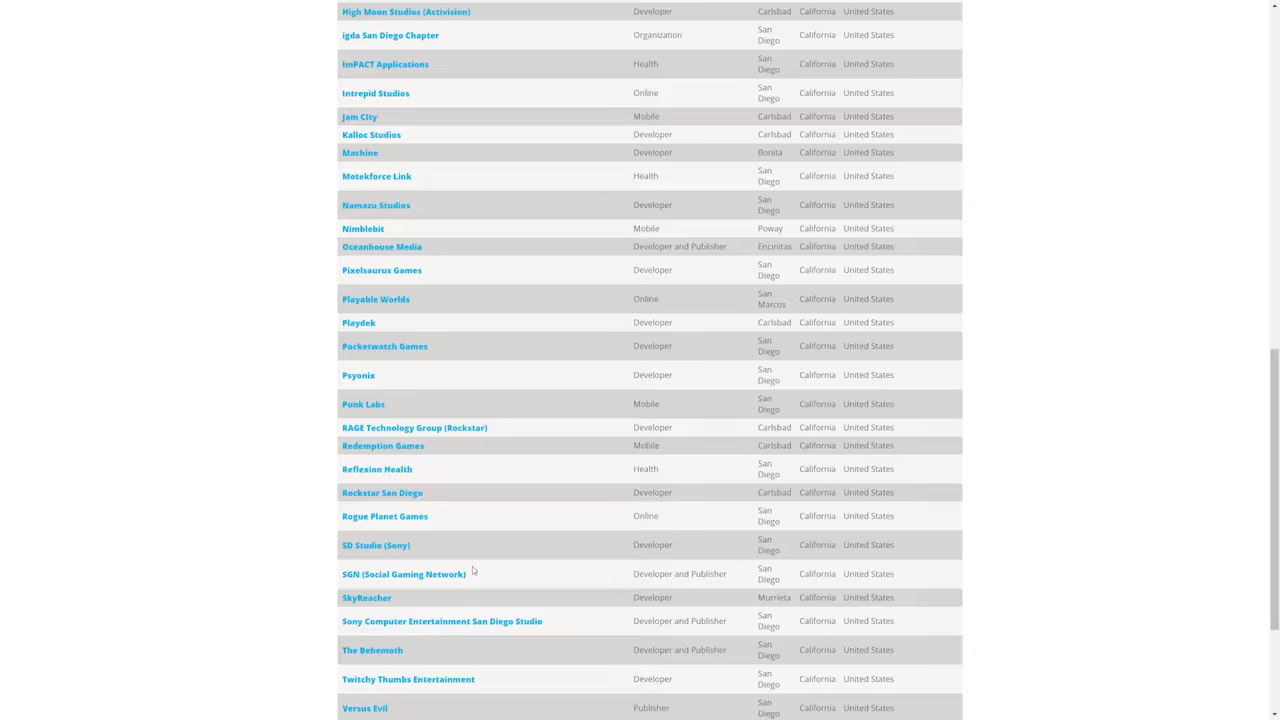 High Moon Studios (Activision) Developer Carlsbad California United States
igda San Diego Chapter Organization San Diego California United States
ImPACT Applications Health San Diego California United States
Intrepid Studios Online San Diego California United States
Jam City Mobile Carlsbad California United States
Kalloc Studios Developer Carlsbad California United States
Machine Developer Bonita California United States
Motekforce Link Health San Diego California United States
Namazu Studios Developer San Diego California United States
Nimblebit Mobile Poway California United States
Oceanhouse Media Developer and Publisher Encinitas California United States
Pixelsaurus Games Developer San Diego California United States
Playable Worlds Online San Marcos California United States
Playdek Developer Carlsbad California United States
Pocketwatch Games Developer San Diego California United States
Psyonix Developer San Diego California United States
Punk Labs Mobile San Diego California United States
RAGE Technology Group (Rockstar) Developer Carlsbad California United States
Redemption Games Mobile Carlsbad California United States
Reflexion Health Health San Diego California United States
Rockstar San Diego Developer Carlsbad California United States
Rogue Planet Games Online San Diego California United States
SD Studio (Sony) Developer San Diego California United States
SGN (Social Gaming Network) Developer and Publisher San Diego California United States
SkyReacher Developer Murrieta California United States
Sony Computer Entertainment San Diego Studio Developer and Publisher San Diego California United States
The Behemoth Developer and Publisher San Diego California United States
Twitchy Thumbs Entertainment Developer San Diego California United States
Versus Evil Publisher San Diego California United States